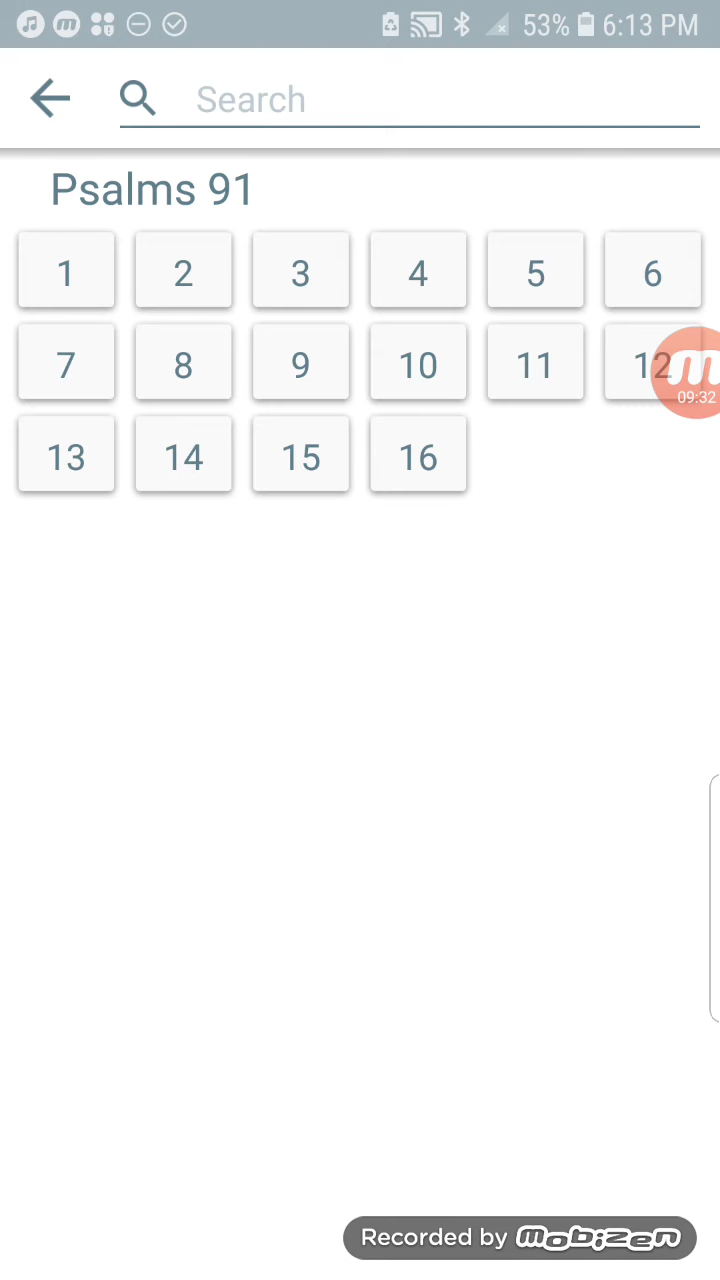 53% 6:13 PM
Search
Psalms 91
1 2 3 4 5 6
7 8 9 10 11 12
09:32
13 14 15 16
Recorded by mobizen